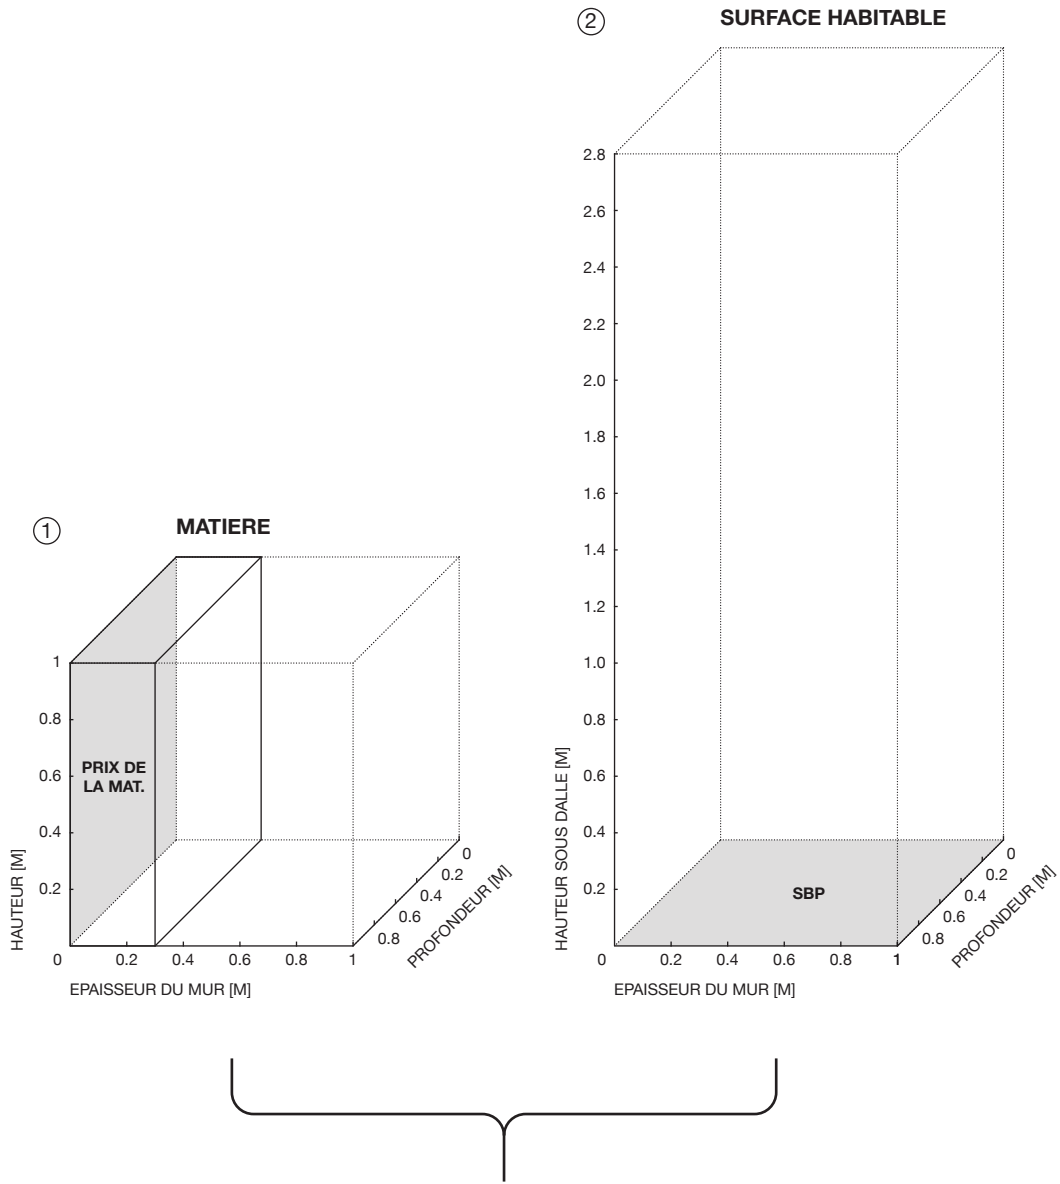 2
SURFACE HABITABLE
2.8
2.6
2.4
2.2
2.0
1.8
1.6
1.4
1.2
1.0
0.8
0.6
0.4
0.2
HAUTEUR SOUS DALLE [M]
SBP
0
0.2
0.4
0.6
0.8
PROFONDEUR [M]
0 0.2 0.4 0.6 0.8 1
EPAISSEUR DU MUR [M]
1
MATIERE
1
0.8
0.6
0.4
0.2
HAUTEUR [M]
PRIX DE
LA MAT.
0
0.2
0.4
0.6
0.8
PROFONDEUR [M]
0 0.2 0.4 0.6 0.8 1
EPAISSEUR DU MUR [M]